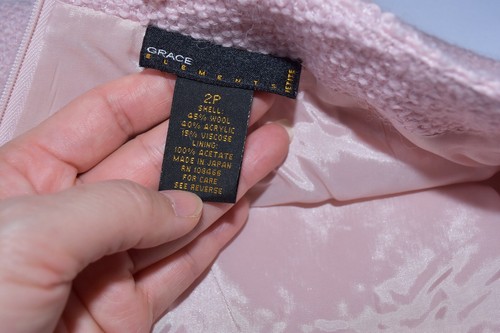 GRACE
ELEMENTS
PETITE
2P
SHELL:
45% WOOL
40% ACRYLIC
15% VISCOSE
LINING:
100% ACETATE
MADE IN JAPAN
RN 108466
FOR CARE
SEE REVERSE